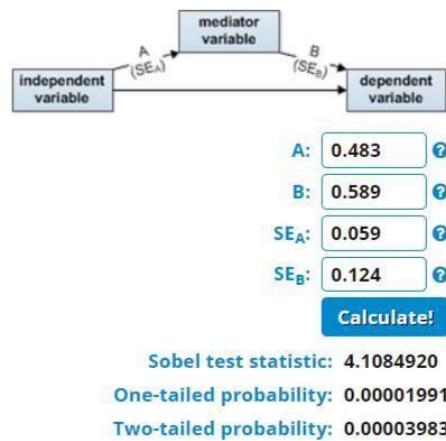 mediator
variable
A
(SEA)
B
(SEB)
independent
variable
dependent
variable
A: 0.483 ?
B: 0.589 ?
SEA: 0.059 ?
SEB: 0.124 ?
Calculate!
Sobel test statistic: 4.1084920
One-tailed probability: 0.00001991
Two-tailed probability: 0.00003983